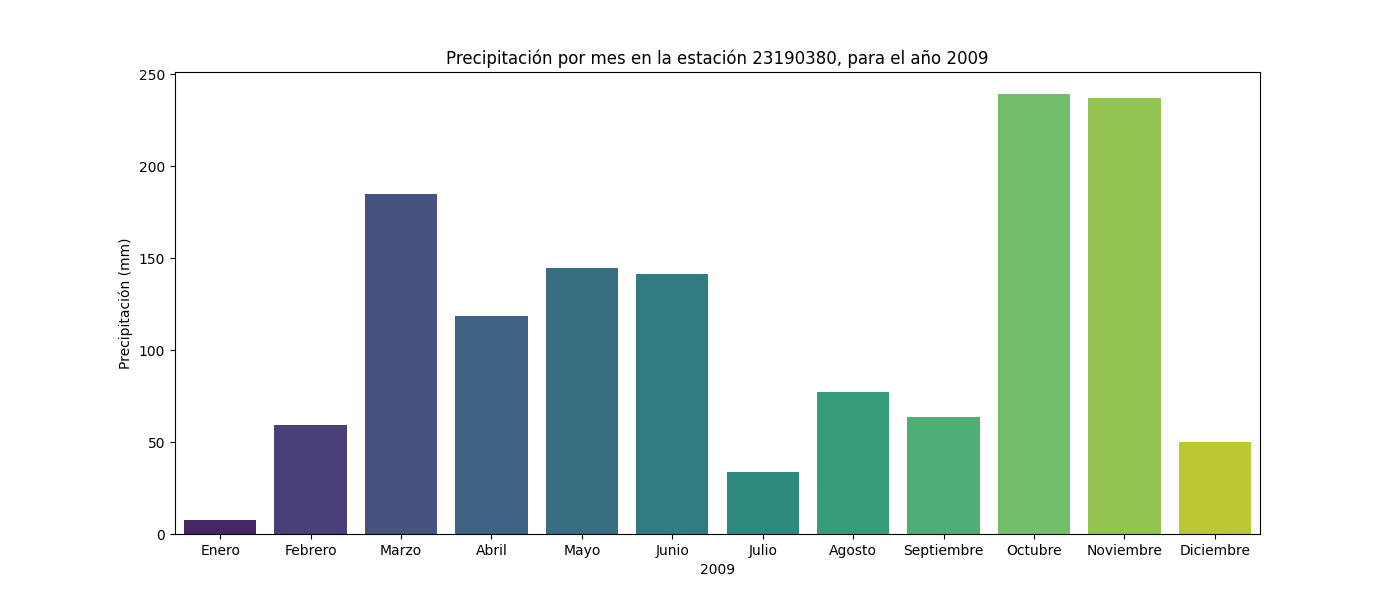 Precipitación por mes en la estación 23190380, para el año 2009
Precipitación (mm)
250
200
150
100
50
0
Enero Febrero Marzo Abril Mayo Junio Julio Agosto Septiembre Octubre Noviembre Diciembre
2009